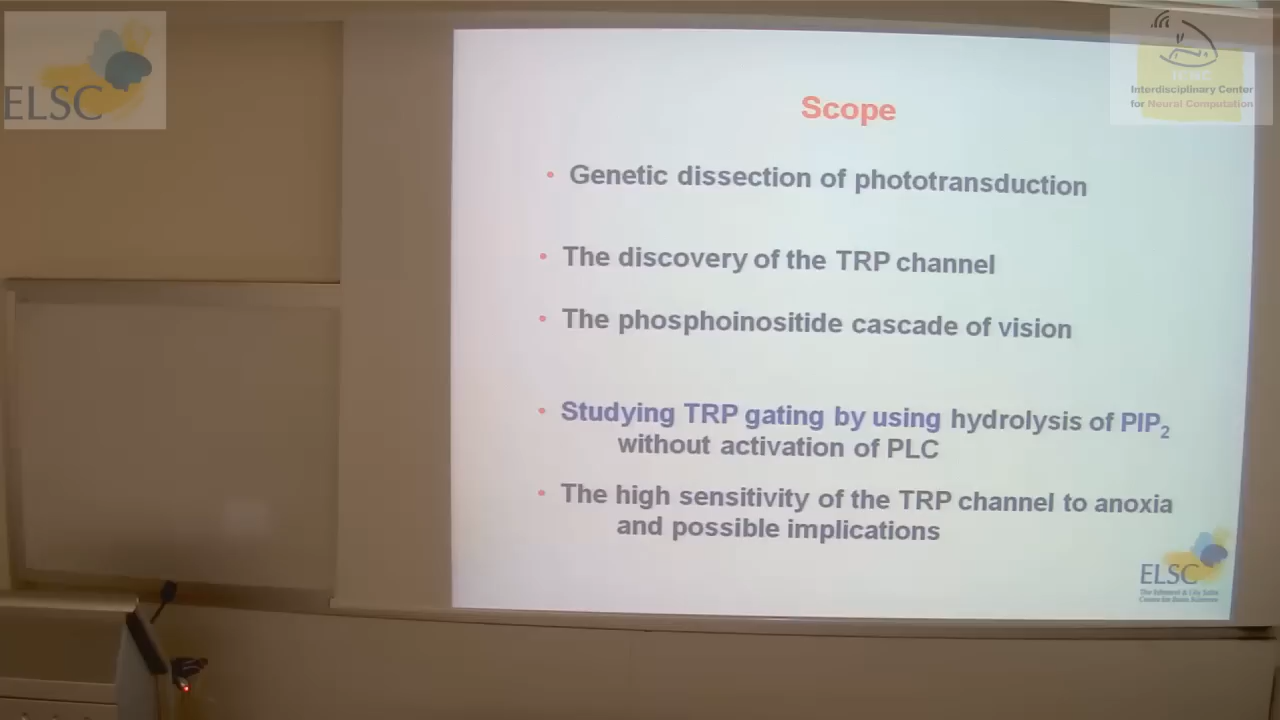 ELSC
Interdisciplinary Center
for Neural Computation
Scope
• Genetic dissection of phototransduction
• The discovery of the TRP channel
• The phosphoinositide cascade of vision
• Studying TRP gating by using hydrolysis of PIP₂
without activation of PLC
• The high sensitivity of the TRP channel to anoxia
and possible implications
ELSC